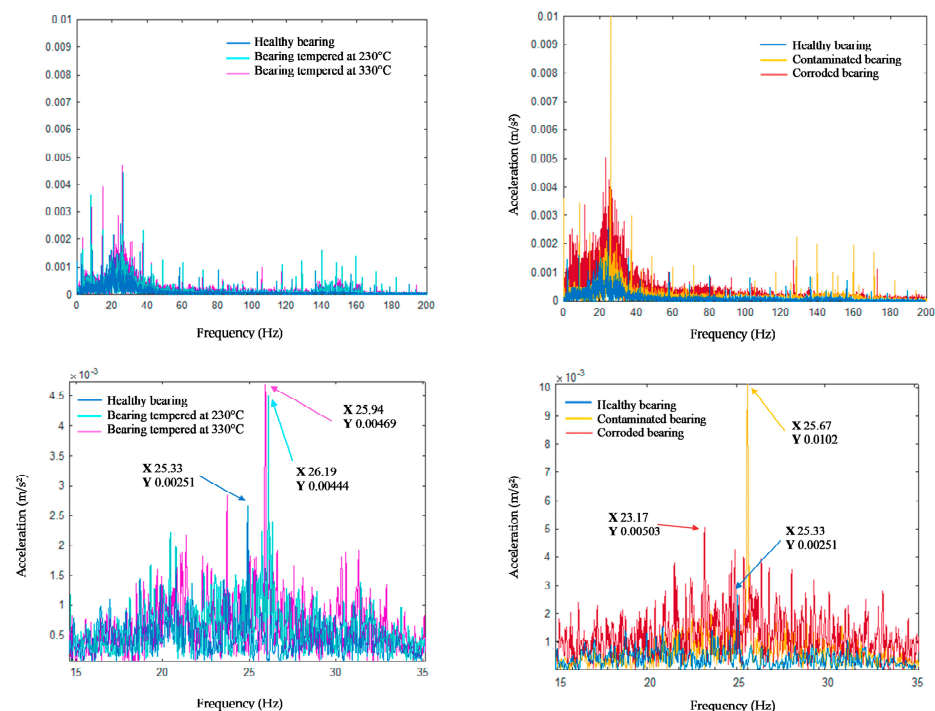 0.01
0.009
0.008
0.007
0.006
0.005
0.004
0.003
0.002
0.001
0
Healthy bearing
Bearing tempered at 230°C
Bearing tempered at 330°C
0 20 40 60 80 100 120 140 160 180 200
Frequency (Hz)
Acceleration (m/s²)
0.01
0.009
0.008
0.007
0.006
0.005
0.004
0.003
0.002
0.001
0
Healthy bearing
Contaminated bearing
Corroded bearing
0 20 40 60 80 100 120 140 160 180 200
Frequency (Hz)
Acceleration (m/s²)
× 10⁻³
4.5
4
3.5
3
2.5
2
1.5
1
0.5
Healthy bearing
Bearing tempered at 230°C
Bearing tempered at 330°C
X 25.94
Y 0.00469
X 26.19
Y 0.00444
X 25.33
Y 0.00251
15 20 25 30 35
Frequency (Hz)
Acceleration (m/s²)
10 × 10⁻³
9
8
7
6
5
4
3
2
1
Healthy bearing
Contaminated bearing
Corroded bearing
X 25.67
Y 0.0102
X 23.17
Y 0.00503
X 25.33
Y 0.00251
15 20 25 30 35
Frequency (Hz)